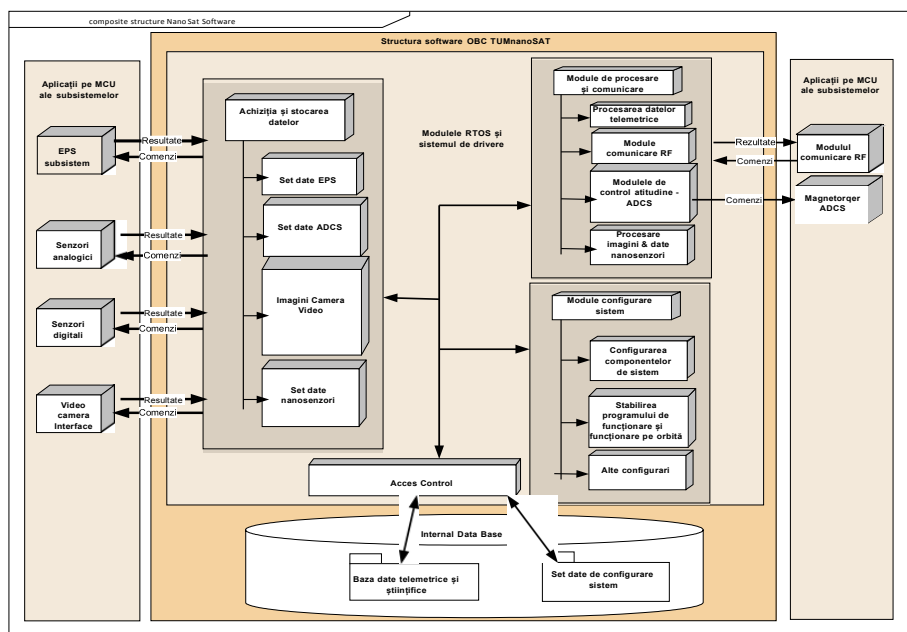 composite structure NanoSat Software
Structura software OBC TUMnanoSAT
Aplicații pe MCU
ale subsistemelor
EPS
subsistem
Senzori
analogici
Senzori
digitali
Video
camera
Interface
Resultate
Comenzi
Resultate
Comenzi
Resultate
Comenzi
Resultate
Comenzi
Achiziția și stocarea
datelor
Set date EPS
Set date ADCS
Imagini Camera
Video
Set date
nanosenzori
Modulele RTOS și
sistemul de drivere
Module de procesare
și comunicare
Procesarea datelor
telemetrice
Module
comunicare RF
Modulele de
control atitudine -
ADCS
Procesare
imagini & date
nanosenzori
Module configurare
sistem
Configurarea
componentelor
de sistem
Stabilirea
programului de
funcționare și
funcționare pe orbită
Alte configurari
Rezultate
Comenzi
Comenzi
Aplicații pe MCU
ale subsistemelor
Modulul
comunicare RF
Magnetorqer
ADCS
Acces Control
Internal Data Base
Baza date telemetrice și
științifice
Set date de configurare
sistem